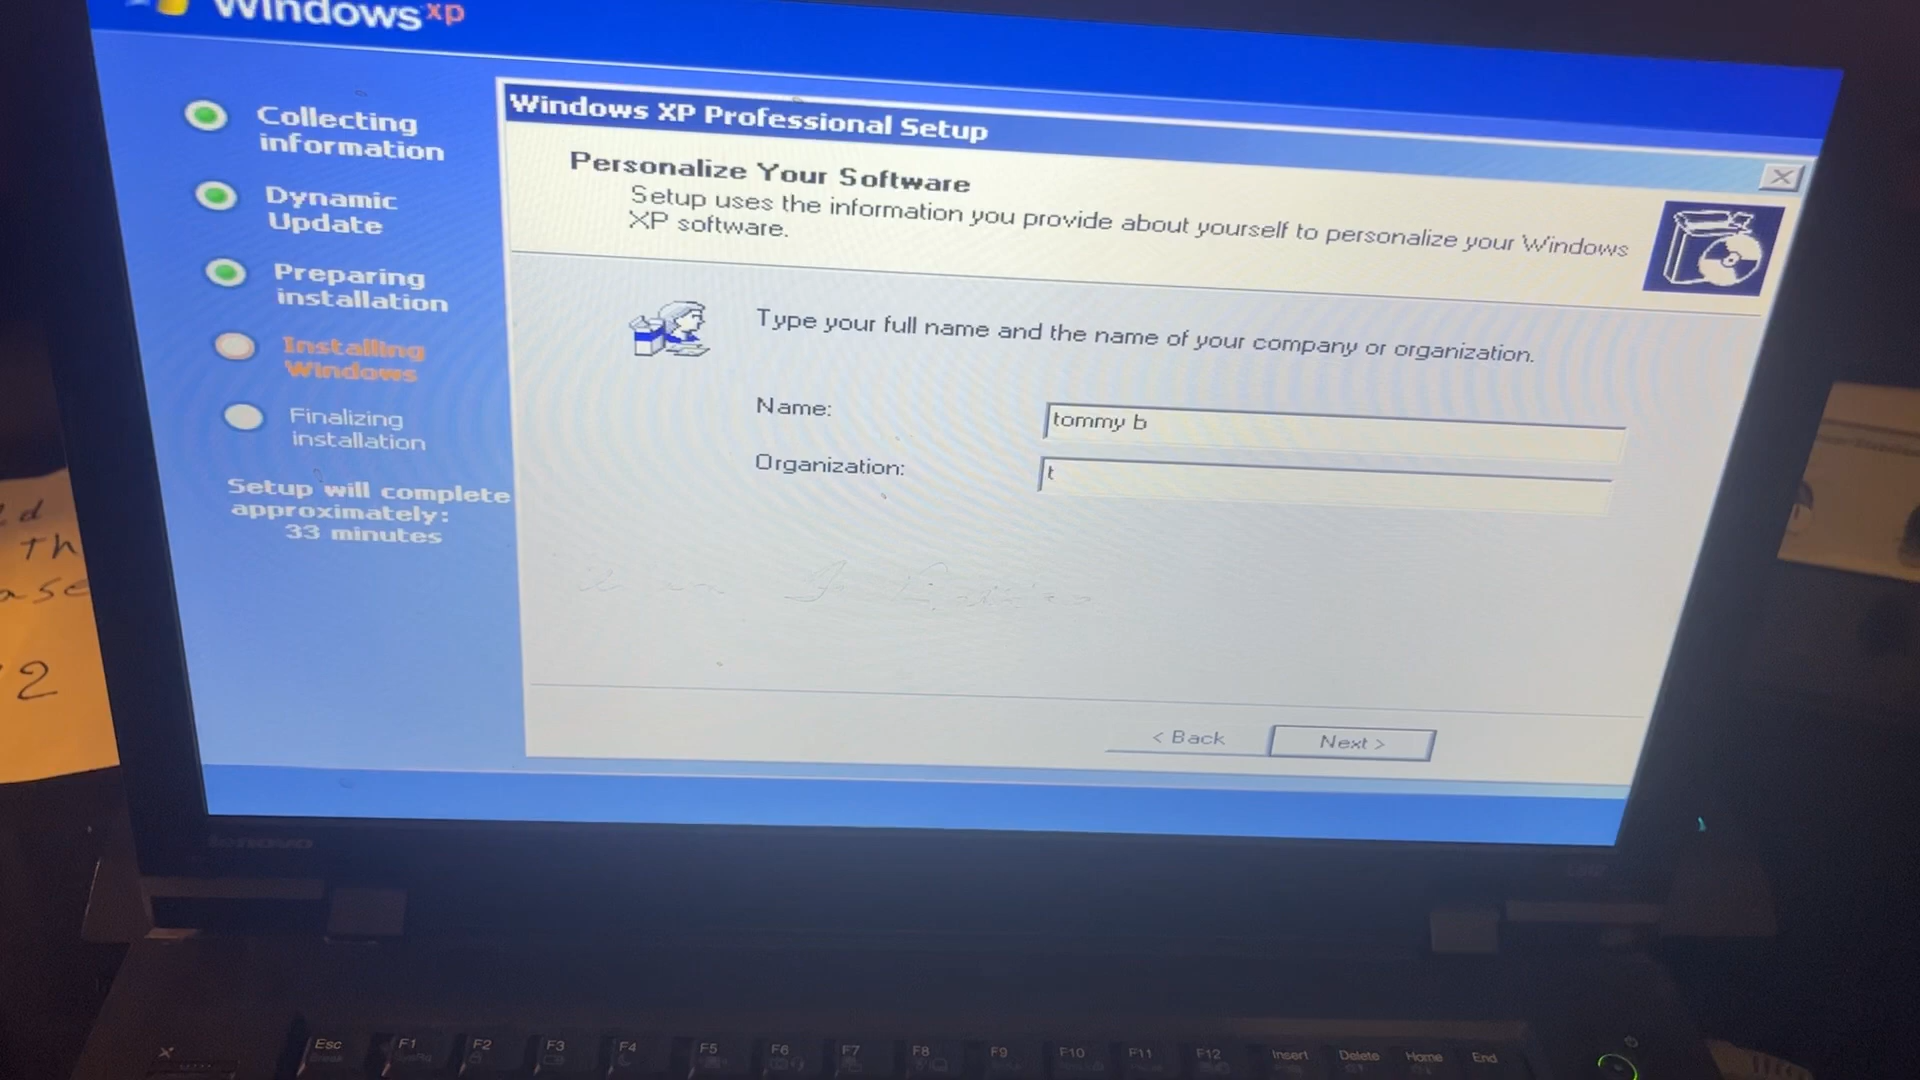 Windows xp
Collecting
information
Dynamic
Update
Preparing
installation
Installing
Windows
Finalizing
installation
Setup will complete
approximately:
33 minutes
Windows XP Professional Setup
Personalize Your Software
Setup uses the information you provide about yourself to personalize your Windows
XP software.
Type your full name and the name of your company or organization.
Name:
tommy b
Organization:
t
< Back
Next >
Th
2
lenovo
Esc
F1
F2
F3
F4
F5
F6
F7
F8
F9
F10
F11
F12
Insert
Delete
Home
End